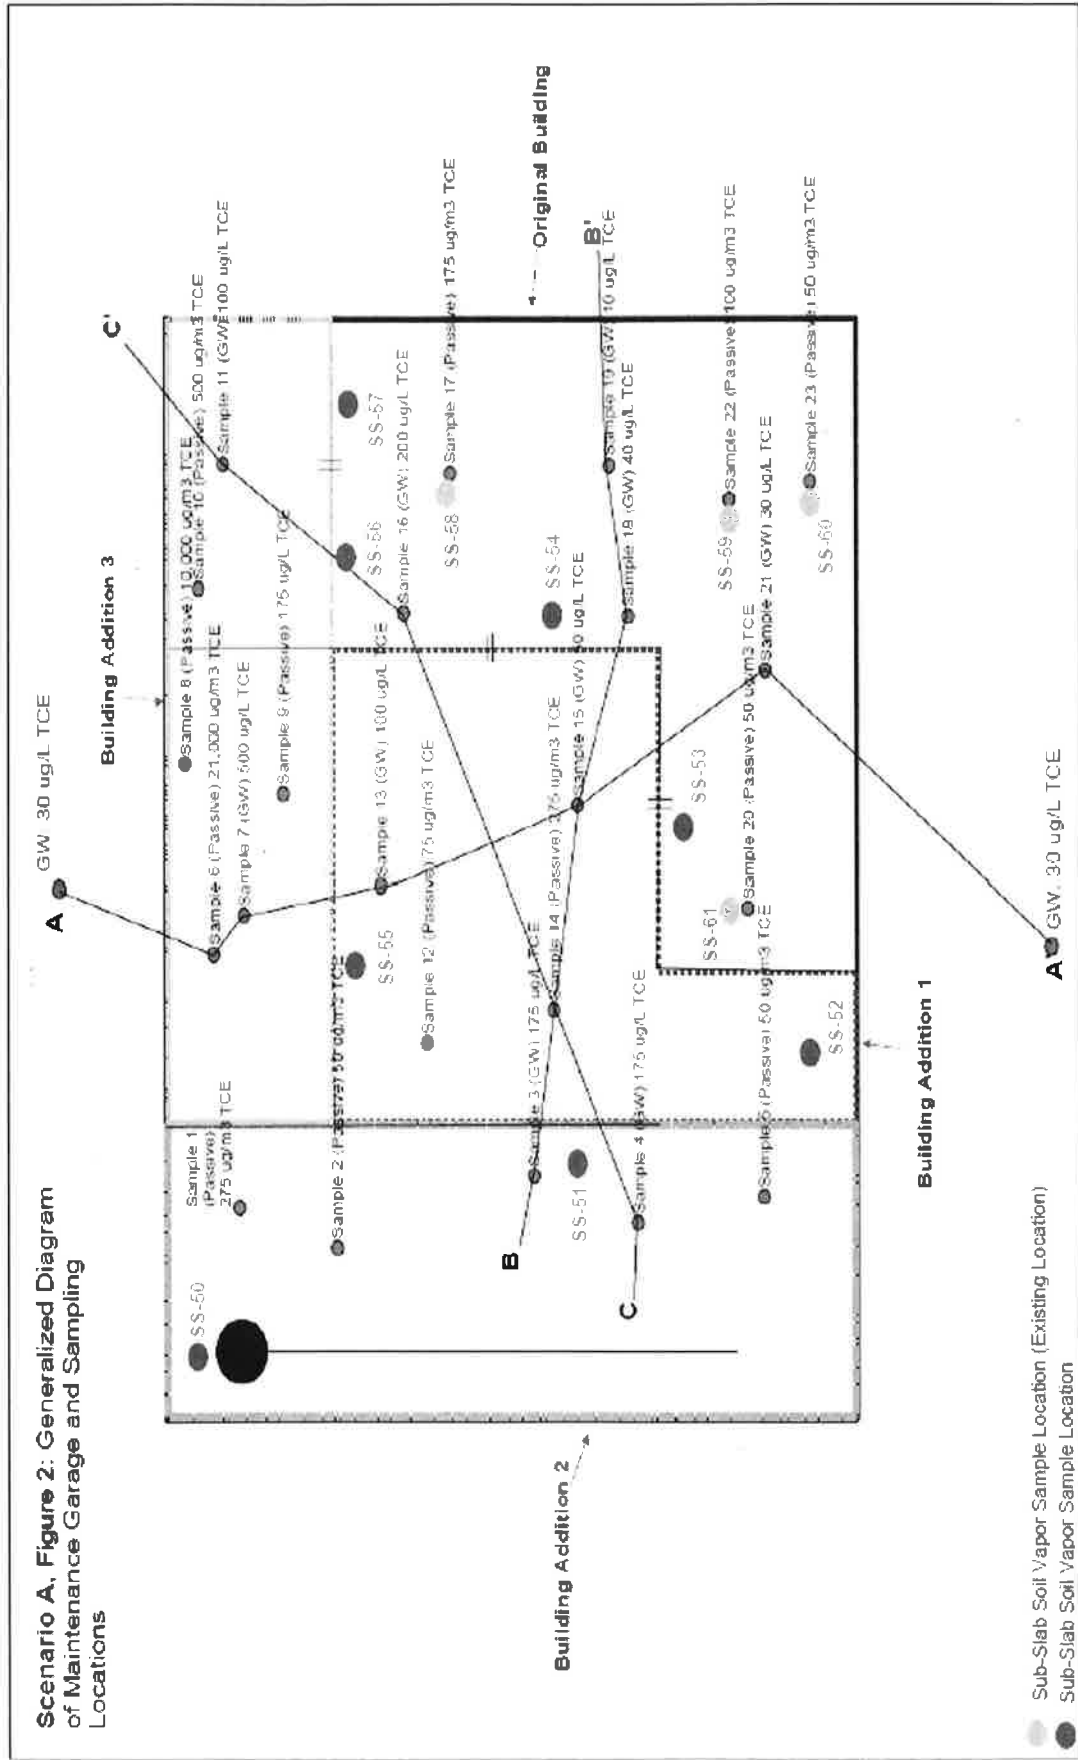 Scenario A, Figure 2: Generalized Diagram
of Maintenance Garage and Sampling
Locations
GW 30 ug/L TCE
A
Building Addition 3
C'
SS-50
Sample 1
(Passive)
275 ug/m3 TCE
Sample 6 (Passive) 21,000 ug/m3 TCE
Sample 8 (Passive) 10,000 ug/m3 TCE
Sample 10 (Passive) 500 ug/m3 TCE
Sample 7 (GW) 500 ug/L TCE
Sample 11 (GW) 100 ug/L TCE
Sample 9 (Passive) 175 ug/L TCE
Sample 2 (Passive) 50 ug/m3 TCE
SS-55
Sample 13 (GW) 100 ug/L TCE
SS-56
SS-57
Sample 12 (Passive) 75 ug/m3 TCE
Sample 16 (GW) 200 ug/L TCE
SS-58
Sample 17 (Passive) 175 ug/m3 TCE
Original Building
B
Sample 3 (GW) 175 ug/L TCE
Sample 14 (Passive) 275 ug/m3 TCE
SS-54
SS-51
Sample 15 (GW) 50 ug/L TCE
Sample 19 (GW) 10 ug/L TCE
B'
C
Sample 4 (GW) 175 ug/L TCE
Sample 18 (GW) 40 ug/L TCE
Building Addition 2
SS-53
SS-61
Sample 20 (Passive) 50 ug/m3 TCE
SS-59
Sample 22 (Passive) 100 ug/m3 TCE
Sample 5 (Passive) 50 ug/m3 TCE
Sample 21 (GW) 30 ug/L TCE
SS-52
SS-60
Sample 23 (Passive) 50 ug/m3 TCE
Building Addition 1
A'
GW. 30 ug/L TCE
Sub-Slab Soil Vapor Sample Location (Existing Location)
Sub-Slab Soil Vapor Sample Location